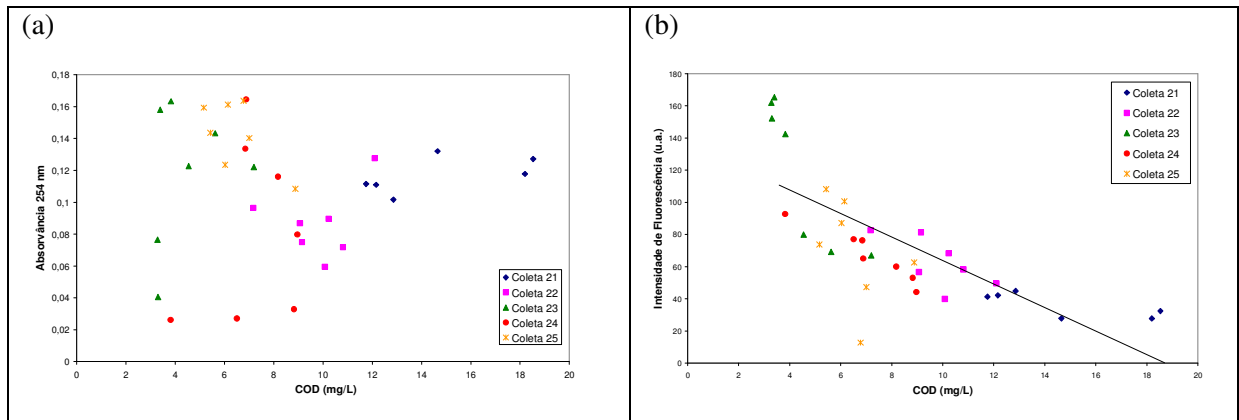 (a)
Absorvância 254 nm
0,18
0,16
0,14
0,12
0,1
0,08
0,06
0,04
0,02
0
0 2 4 6 8 10 12 14 16 18 20
COD (mg/L)
Coleta 21
Coleta 22
Coleta 23
Coleta 24
Coleta 25
(b)
Intensidade de Fluorescência (u.a.)
180
160
140
120
100
80
60
40
20
0
0 2 4 6 8 10 12 14 16 18 20
COD (mg/L)
Coleta 21
Coleta 22
Coleta 23
Coleta 24
Coleta 25